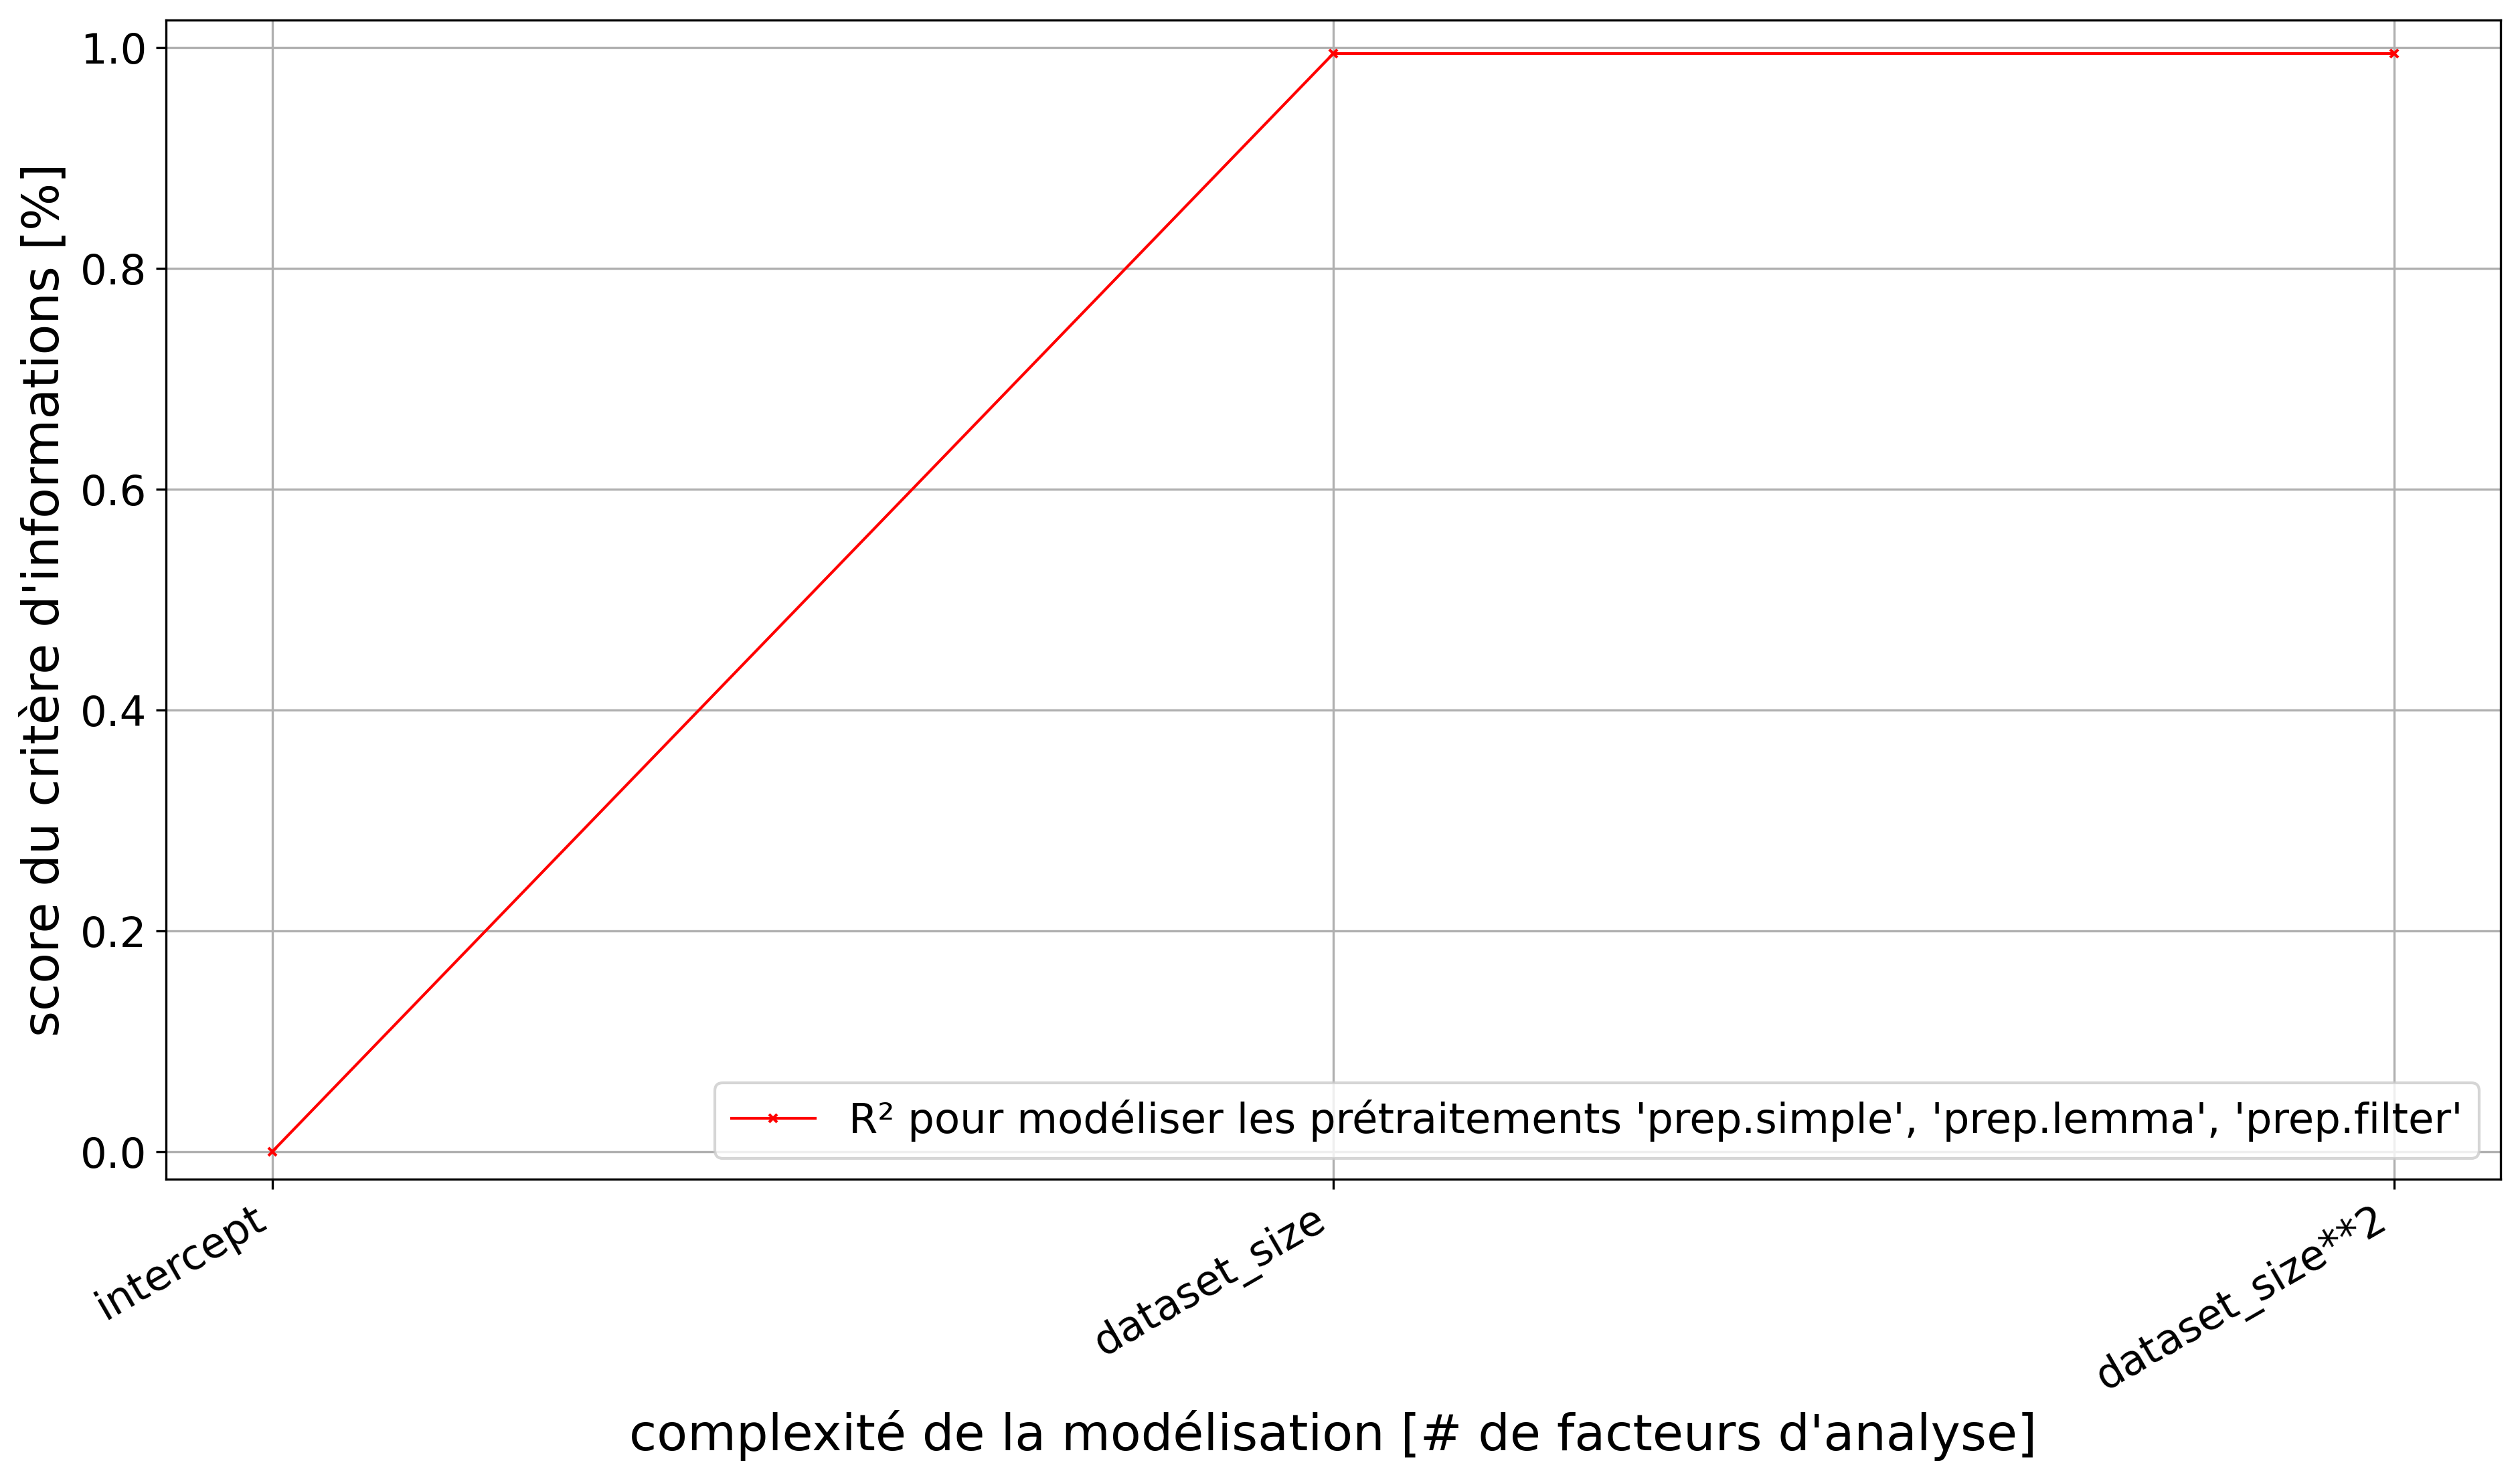 score du critère d'informations [%]
1.0
0.8
0.6
0.4
0.2
0.0
R² pour modéliser les prétraitements 'prep.simple', 'prep.lemma', 'prep.filter'
intercept
dataset_size
dataset_size**2
complexité de la modélisation [# de facteurs d'analyse]